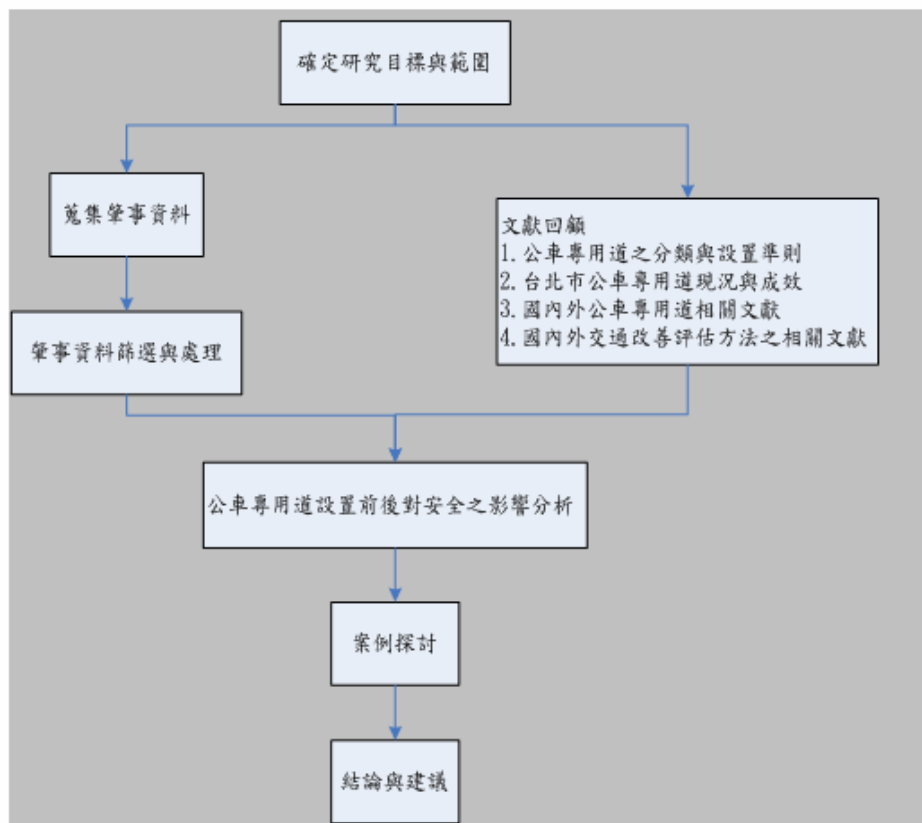 確定研究目標與範圍
蒐集肇事資料
肇事資料篩選與處理
文獻回顧
1. 公車專用道之分類與設置準則
2. 台北市公車專用道現況與成效
3. 國內外公車專用道相關文獻
4. 國內外交通改善評估方法之相關文獻
公車專用道設置前後對安全之影響分析
案例探討
結論與建議